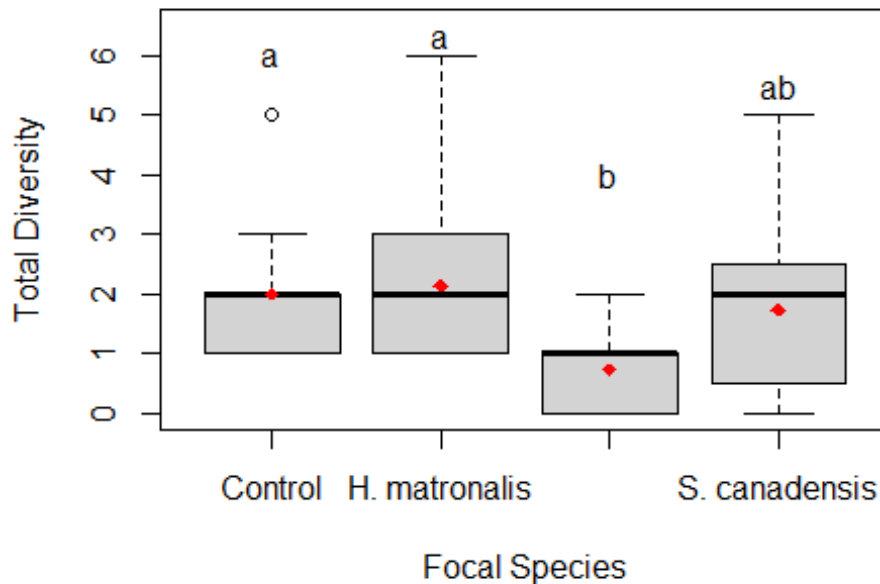 Total Diversity
0 1 2 3 4 5 6
a
a
b
ab
Control H. matronalis S. canadensis
Focal Species